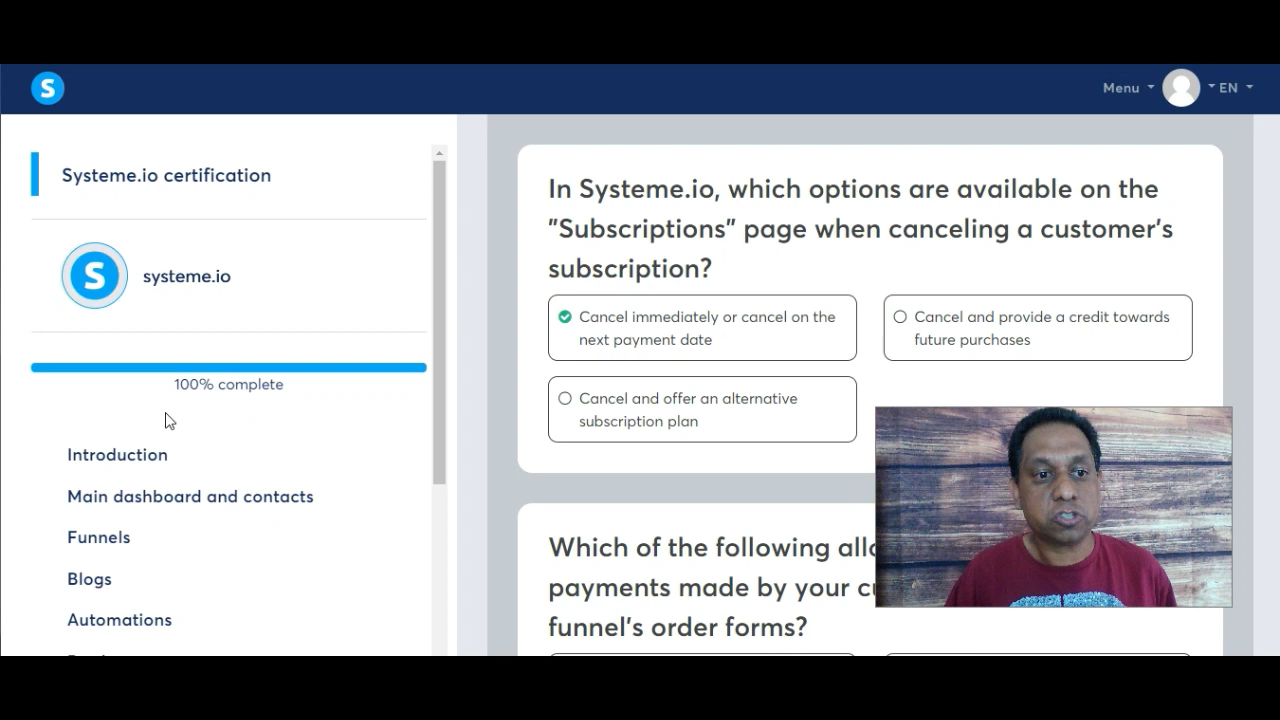 S
Menu
EN
Systeme.io certification
S
systeme.io
100% complete
Introduction
Main dashboard and contacts
Funnels
Blogs
Automations
In Systeme.io, which options are available on the
"Subscriptions" page when canceling a customer's
subscription?
Cancel immediately or cancel on the
next payment date
Cancel and provide a credit towards
future purchases
Cancel and offer an alternative
subscription plan
Which of the following
payments made by your
funnel's order forms?